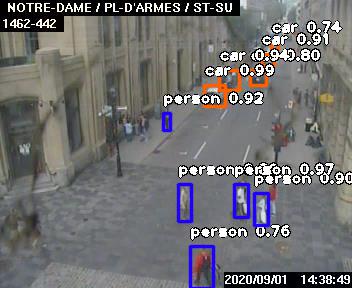 NOTRE-DAME / PL-D'ARMES / ST-SU
1462-442
car 0.74
car 0.91
car 0.94
0.80
car 0.99
person 0.92
person
person 0.97
person 0.90
person 0.76
2020/09/01 14:38:49